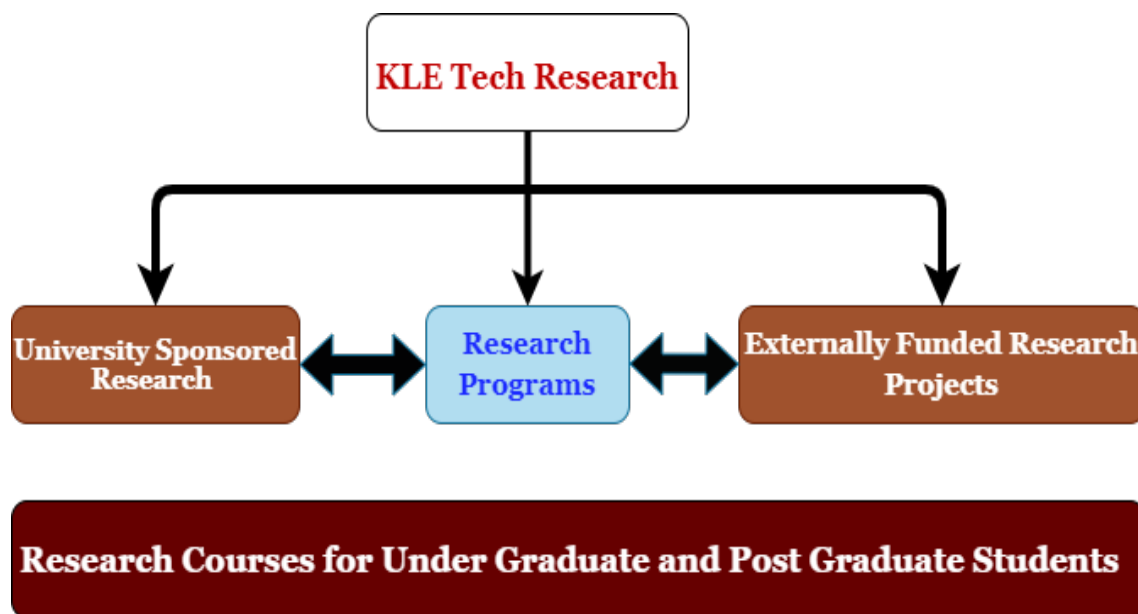 KLE Tech Research
University Sponsored
Research
Research
Programs
Externally Funded Research
Projects
Research Courses for Under Graduate and Post Graduate Students